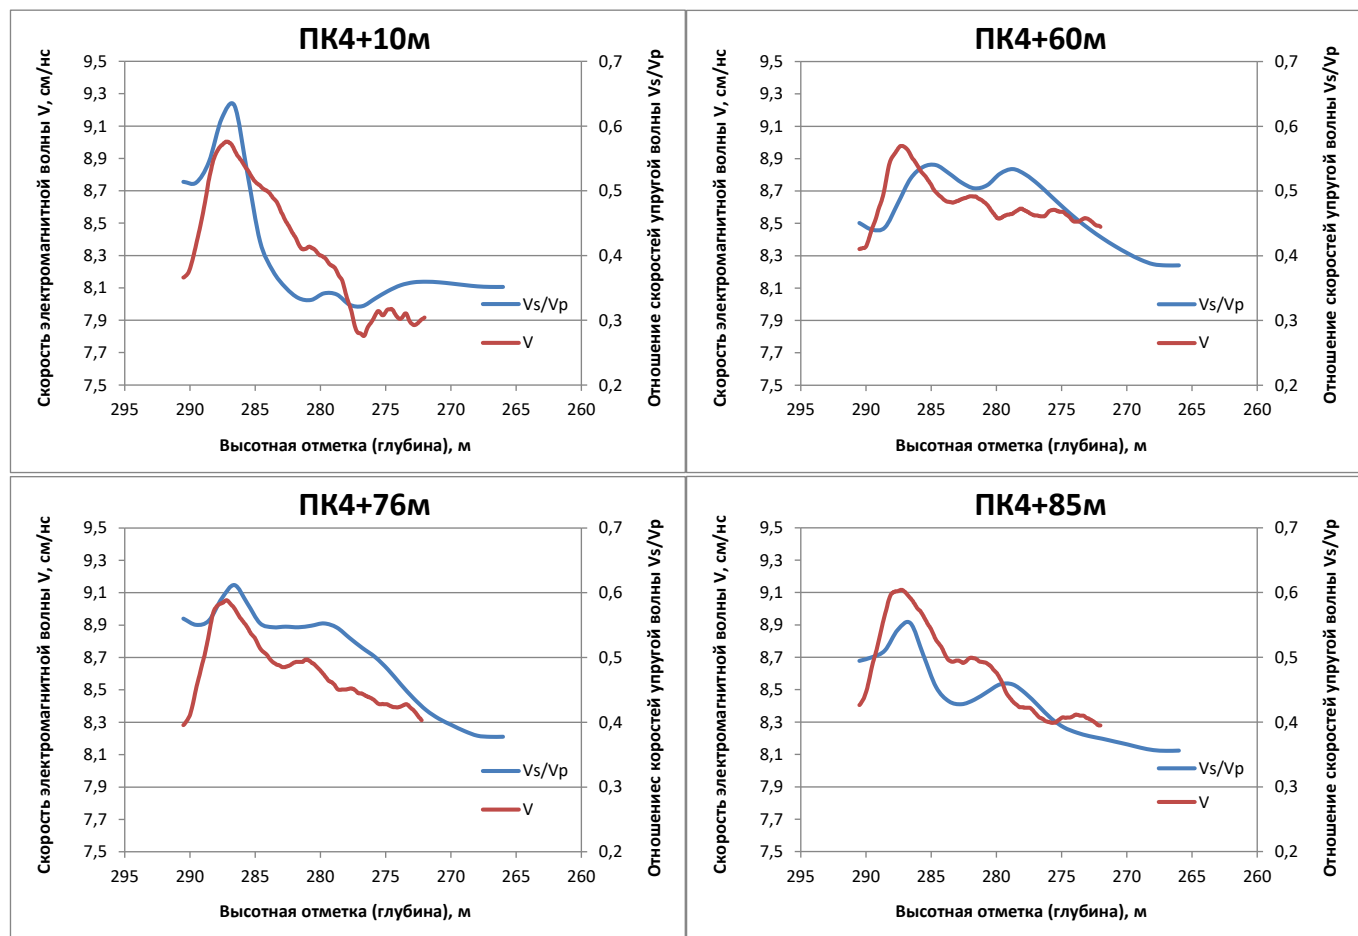 ПК4+10м
Скорость электромагнитной волны V, см/нс
9,5
9,3
9,1
8,9
8,7
8,5
8,3
8,1
7,9
7,7
7,5
0,7
0,6
0,5
0,4
0,3
0,2
Отношение скоростей упругой волны Vs/Vp
Vs/Vp
V
295 290 285 280 275 270 265 260
Высотная отметка (глубина), м
ПК4+60м
Скорость электромагнитной волны V, см/нс
9,5
9,3
9,1
8,9
8,7
8,5
8,3
8,1
7,9
7,7
7,5
0,7
0,6
0,5
0,4
0,3
0,2
Отношение скоростей упругой волны Vs/Vp
Vs/Vp
V
295 290 285 280 275 270 265 260
Высотная отметка (глубина), м
ПК4+76м
Скорость электромагнитной волны V, см/нс
9,5
9,3
9,1
8,9
8,7
8,5
8,3
8,1
7,9
7,7
7,5
0,7
0,6
0,5
0,4
0,3
0,2
Отношениес коростей упругой волны Vs/Vp
Vs/Vp
V
295 290 285 280 275 270 265 260
Высотная отметка (глубина), м
ПК4+85м
Скорость электромагнитной волны V, см/нс
9,5
9,3
9,1
8,9
8,7
8,5
8,3
8,1
7,9
7,7
7,5
0,7
0,6
0,5
0,4
0,3
0,2
Отношение скоростей упругой волны Vs/Vp
Vs/Vp
V
295 290 285 280 275 270 265 260
Высотная отметка (глубина), м